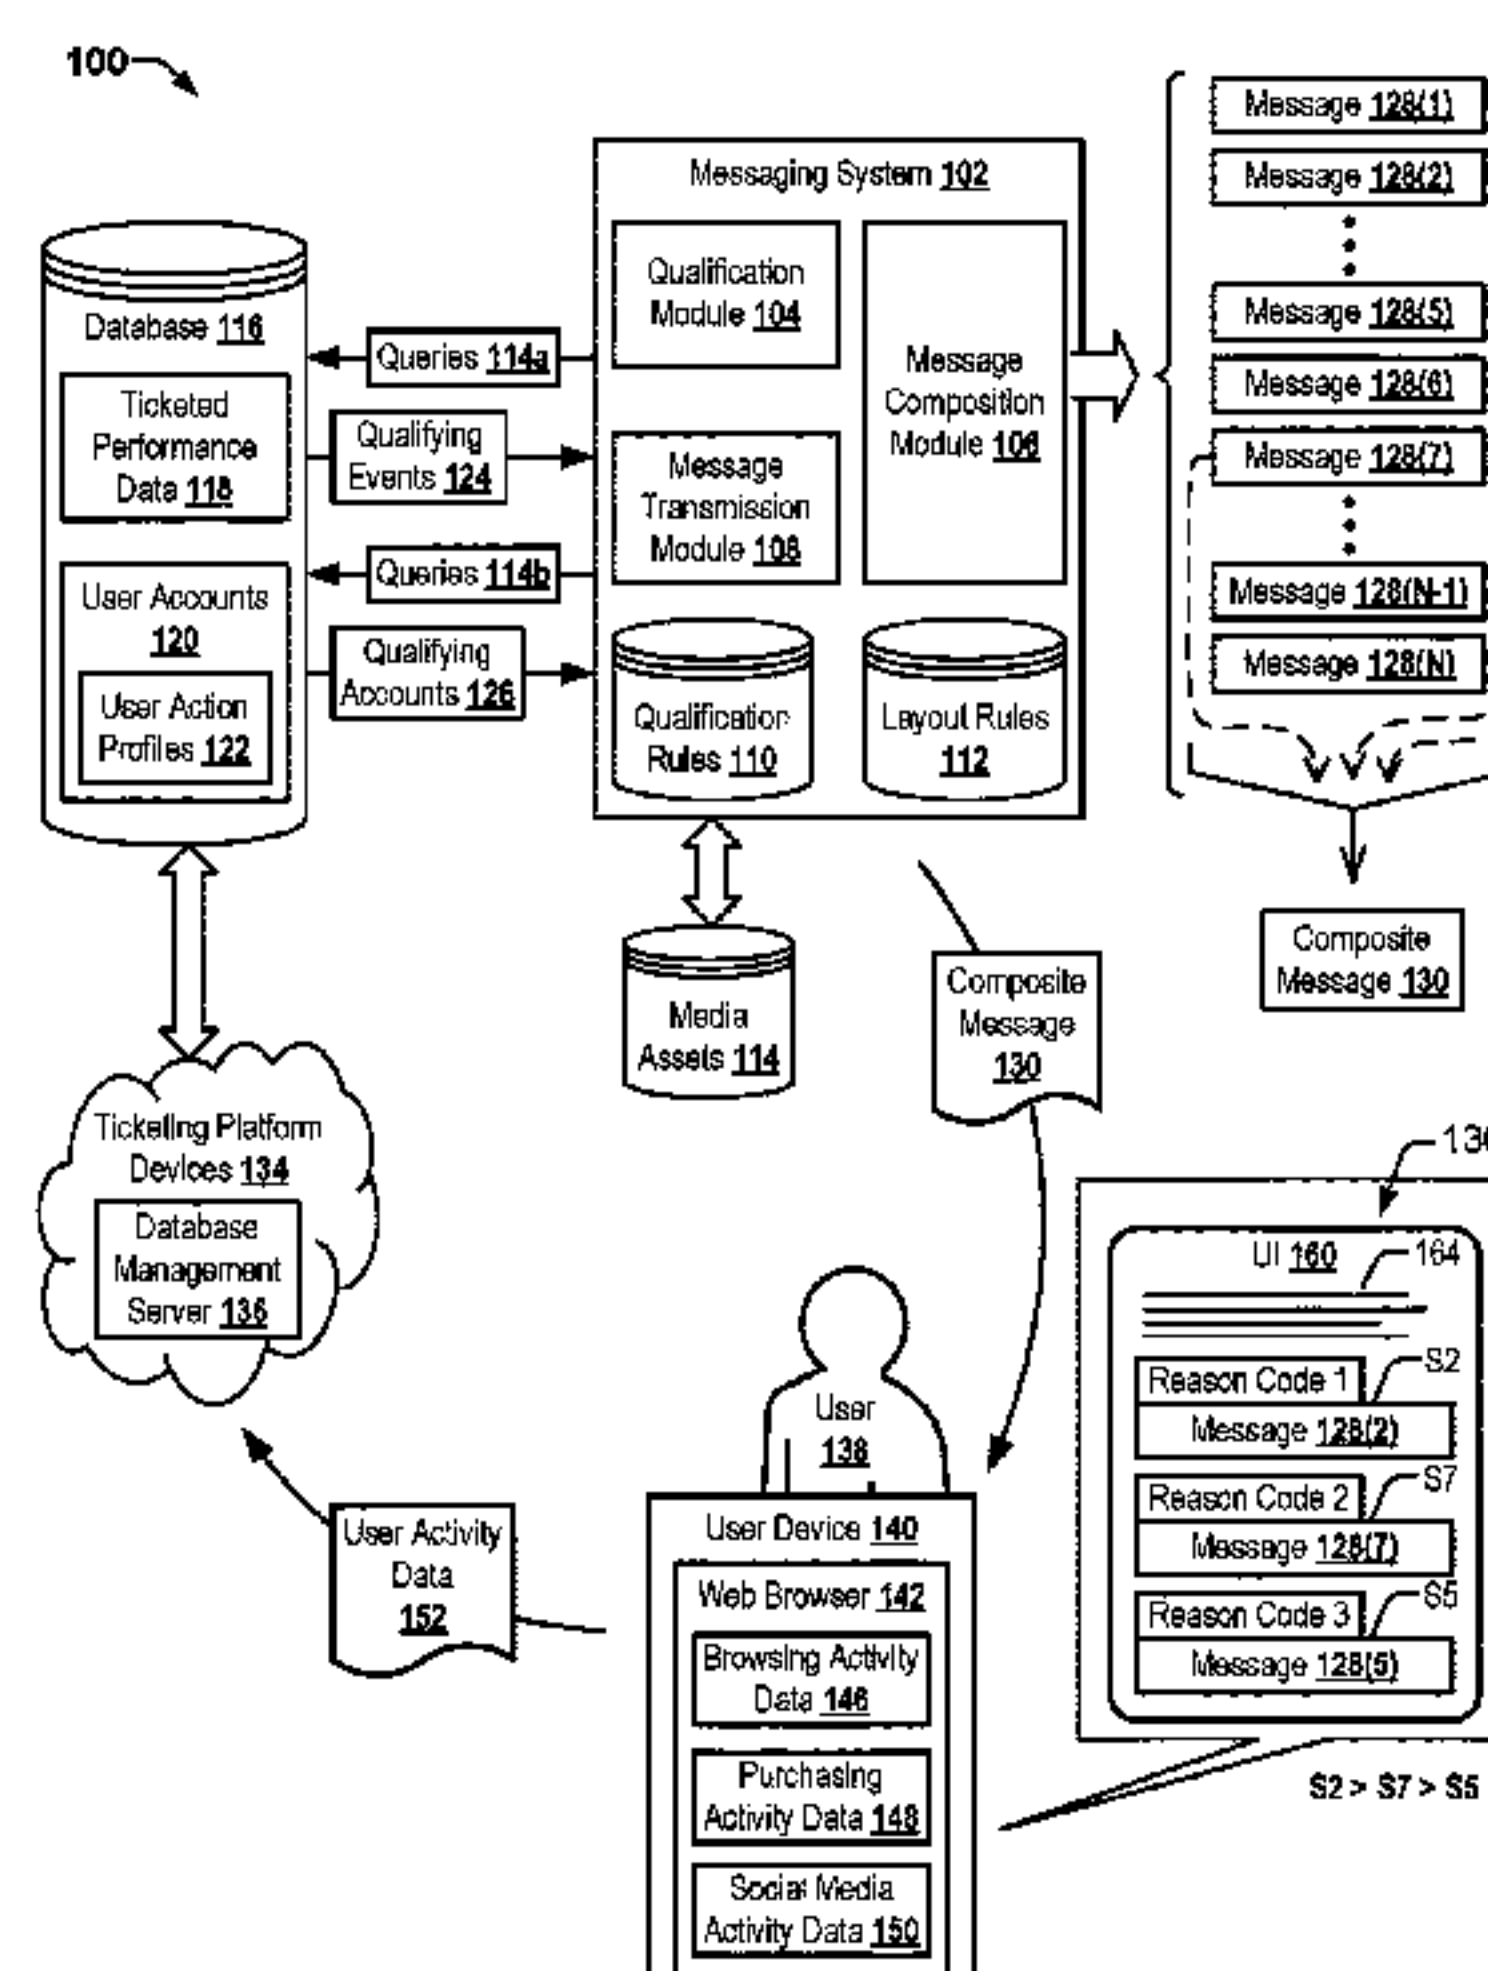 100
Messaging System 102
Qualification
Module 104
Message
Composition
Module 106
Message
Transmission
Module 108
Qualification
Rules 110
Layout Rules
112
Database 116
Ticketed
Performance
Data 118
User Accounts
120
User Action
Profiles 122
Queries 114a
Qualifying
Events 124
Queries 114b
Qualifying
Accounts 126
Message 128(1)
Message 128(2)
Message 128(5)
Message 128(6)
Message 128(7)
Message 128(N-1)
Message 128(N)
Composite
Message 130
Media
Assets 114
Composite
Message
130
Ticketing Platform
Devices 134
Database
Management
Server 136
User Activity
Data
152
User
138
User Device 140
Web Browser 142
Browsing Activity
Data 146
Purchasing
Activity Data 148
Social Media
Activity Data 150
UI 160
164
Reason Code 1
S2
Message 128(2)
Reason Code 2
S7
Message 128(7)
Reason Code 3
S5
Message 128(5)
S2 > S7 > S5